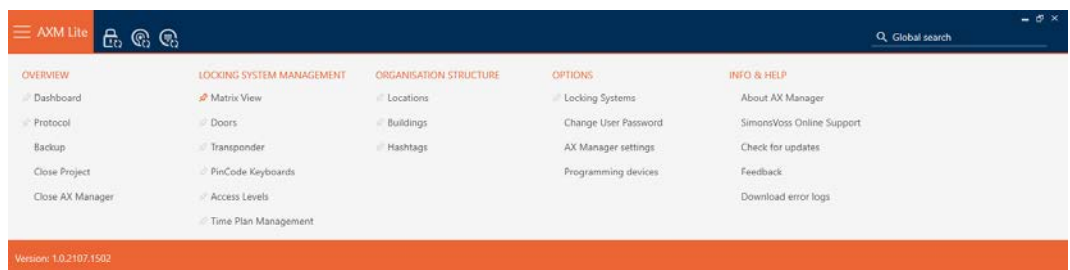 AXM Lite
Global search
OVERVIEW
Dashboard
Protocol
Backup
Close Project
Close AX Manager
LOCKING SYSTEM MANAGEMENT
Matrix View
Doors
Transponder
PinCode Keyboards
Access Levels
Time Plan Management
ORGANISATION STRUCTURE
Locations
Buildings
Hashtags
OPTIONS
Locking Systems
Change User Password
AX Manager settings
Programming devices
INFO & HELP
About AX Manager
SimonsVoss Online Support
Check for updates
Feedback
Download error logs
Version: 1.0.2107.1502